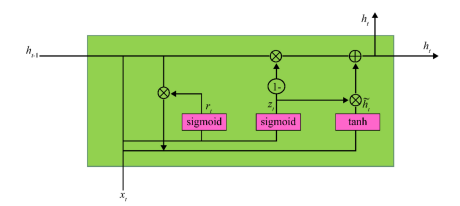 h_t
h_{t-1}
h_t
1-
r_t
z_t
h̃_t
sigmoid
sigmoid
tanh
x_t